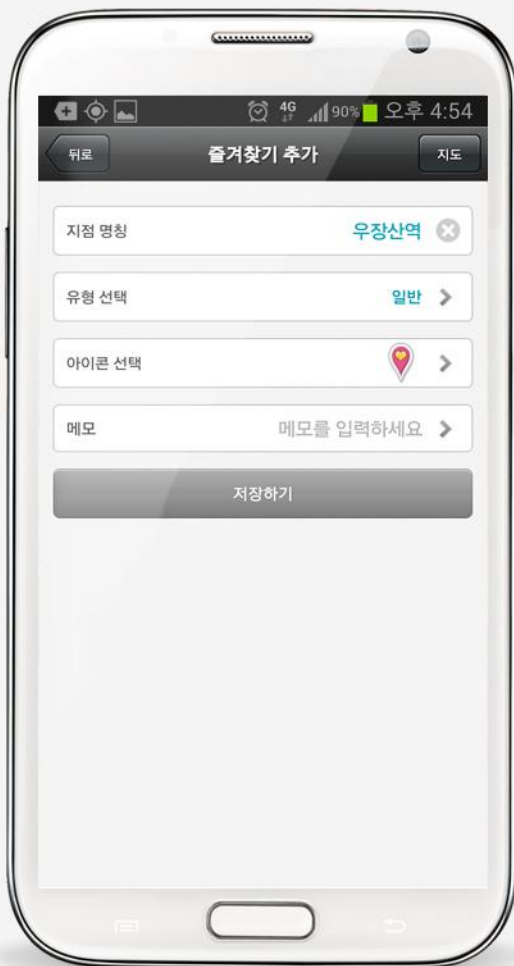 4G 90% 오후 4:54
뒤로 즐겨찾기 추가 지도
지점 명칭 우장산역
유형 선택 일반
아이콘 선택
메모 메모를 입력하세요
저장하기